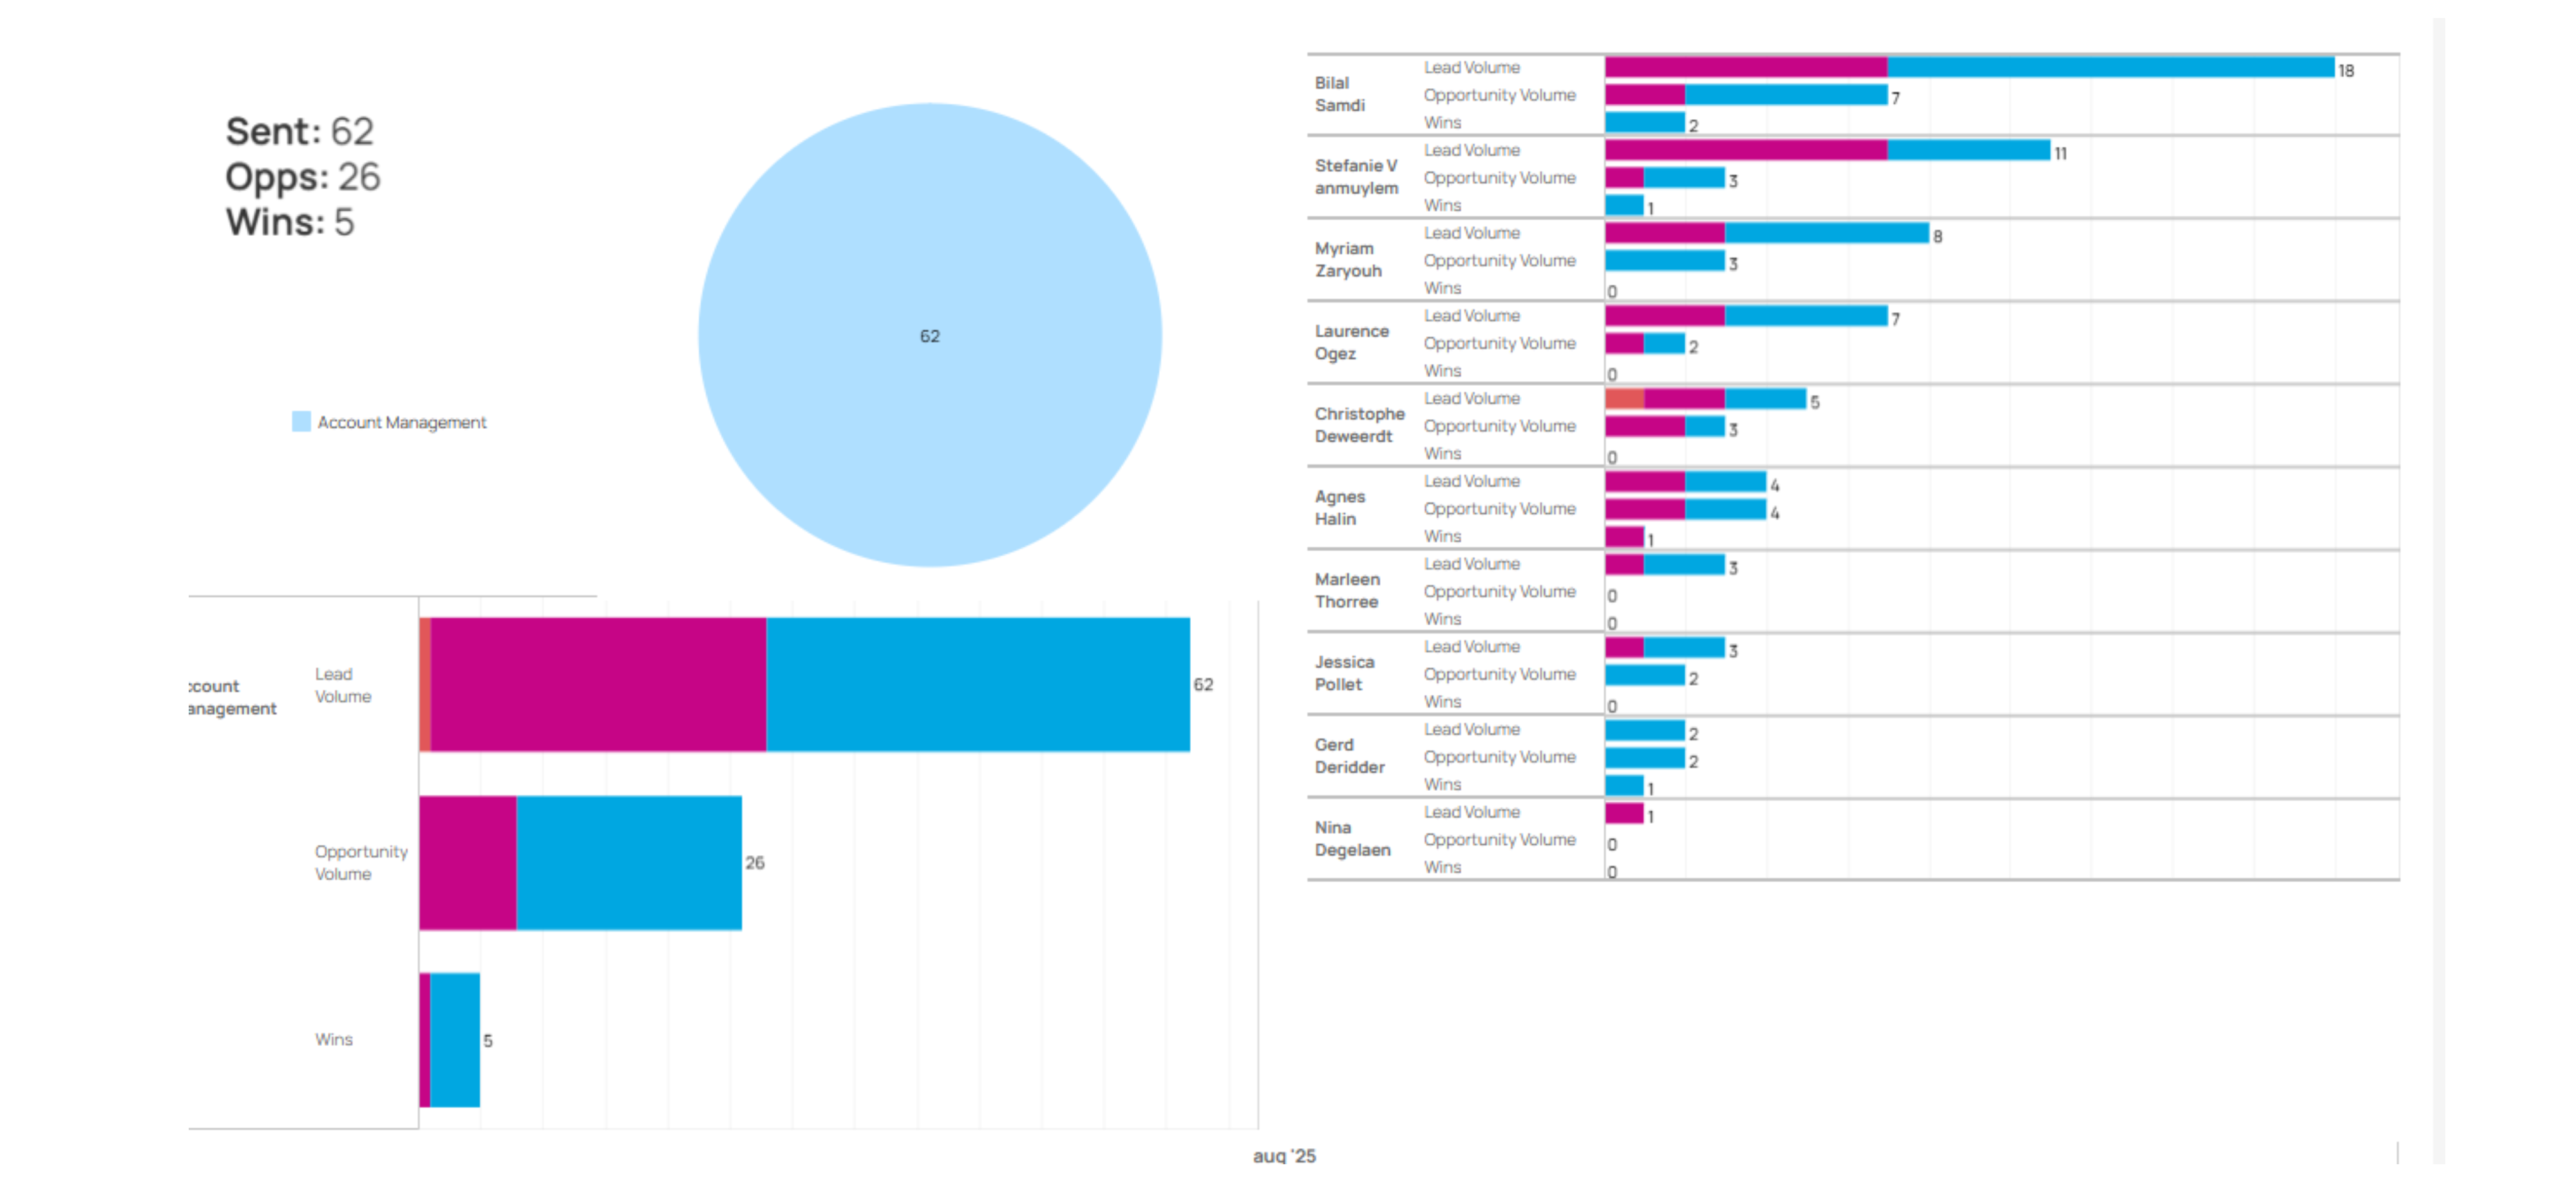 Sent: 62
Opps: 26
Wins: 5
62
Account Management
ccount
anagement
Lead
Volume
62
Opportunity
Volume
26
Wins
5
Bilal
Samdi
Lead Volume
18
Opportunity Volume
7
Wins
2
Stefanie V
anmuylem
Lead Volume
11
Opportunity Volume
3
Wins
1
Myriam
Zaryouh
Lead Volume
8
Opportunity Volume
3
Wins
0
Laurence
Ogez
Lead Volume
7
Opportunity Volume
2
Wins
0
Christophe
Deweerdt
Lead Volume
5
Opportunity Volume
3
Wins
0
Agnes
Halin
Lead Volume
4
Opportunity Volume
4
Wins
1
Marleen
Thorree
Lead Volume
3
Opportunity Volume
0
Wins
0
Jessica
Pollet
Lead Volume
3
Opportunity Volume
2
Wins
0
Gerd
Deridder
Lead Volume
2
Opportunity Volume
2
Wins
1
Nina
Degelaen
Lead Volume
1
Opportunity Volume
0
Wins
0
aug '25